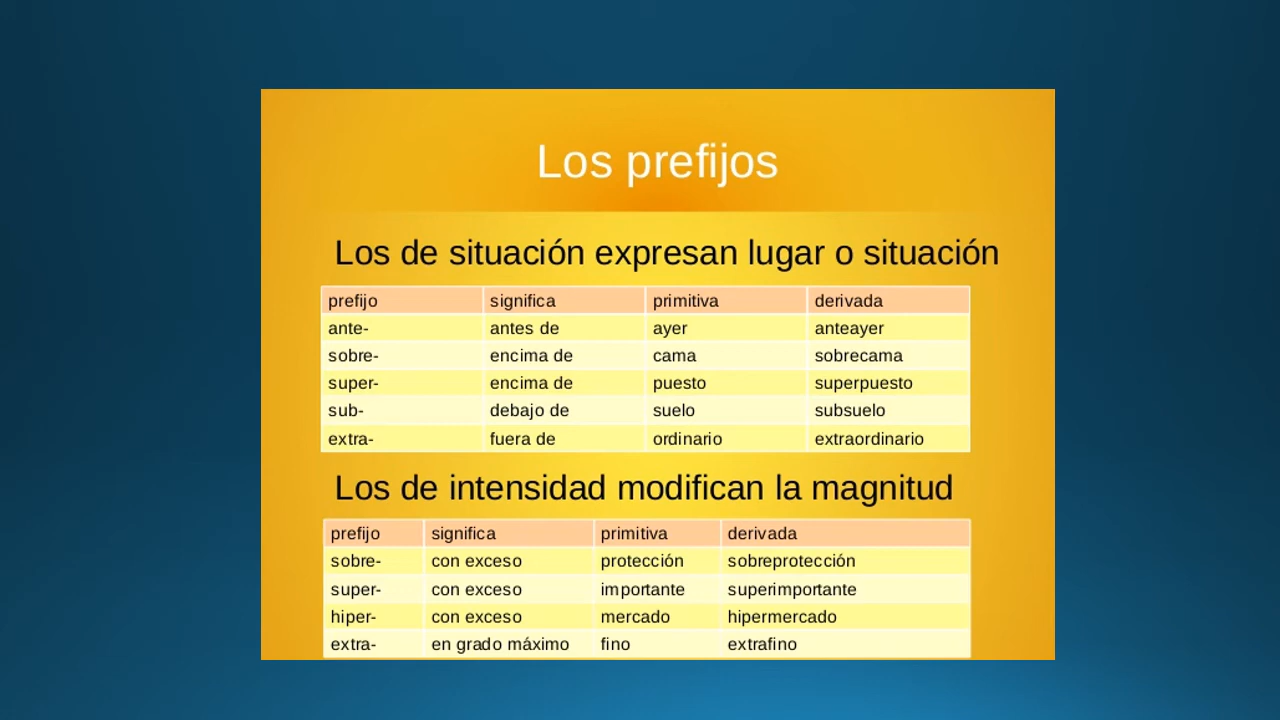 Los prefijos
Los de situación expresan lugar o situación
prefijo significa primitiva derivada
ante- antes de ayer anteayer
sobre- encima de cama sobrecama
super- encima de puesto superpuesto
sub- debajo de suelo subsuelo
extra- fuera de ordinario extraordinario
Los de intensidad modifican la magnitud
prefijo significa primitiva derivada
sobre- con exceso protección sobreprotección
super- con exceso importante superimportante
hiper- con exceso mercado hipermercado
extra- en grado máximo fino extrafino